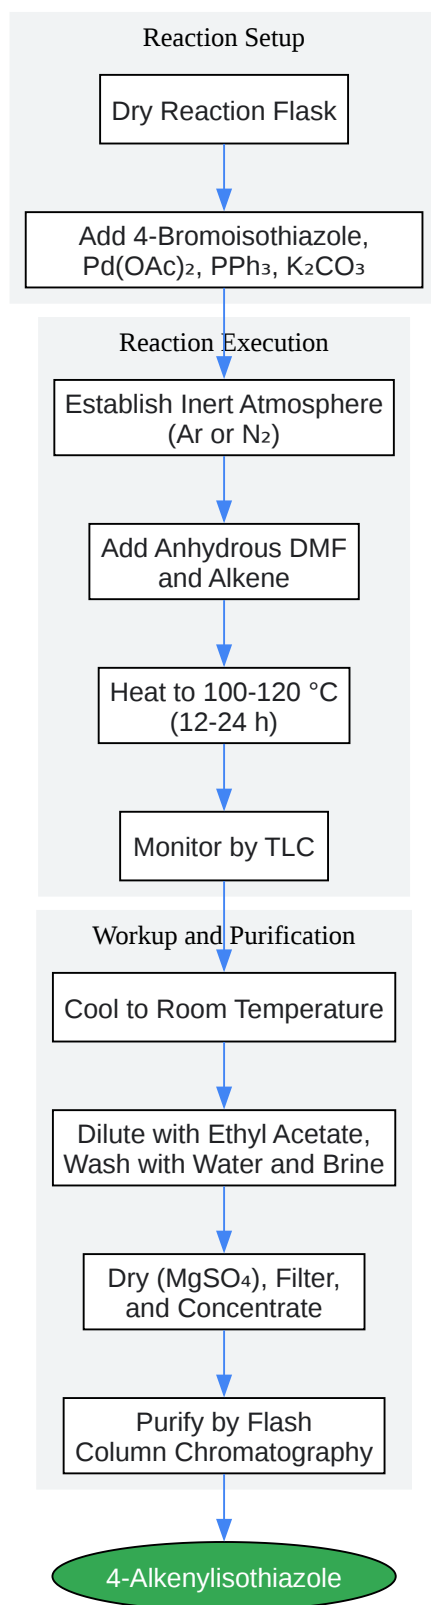 Reaction Setup
Dry Reaction Flask
Add 4-Bromoisothiazole,
Pd(OAc)₂, PPh₃, K₂CO₃
Reaction Execution
Establish Inert Atmosphere
(Ar or N₂)
Add Anhydrous DMF
and Alkene
Heat to 100-120 °C
(12-24 h)
Monitor by TLC
Workup and Purification
Cool to Room Temperature
Dilute with Ethyl Acetate,
Wash with Water and Brine
Dry (MgSO₄), Filter,
and Concentrate
Purify by Flash
Column Chromatography
4-Alkenylisothiazole